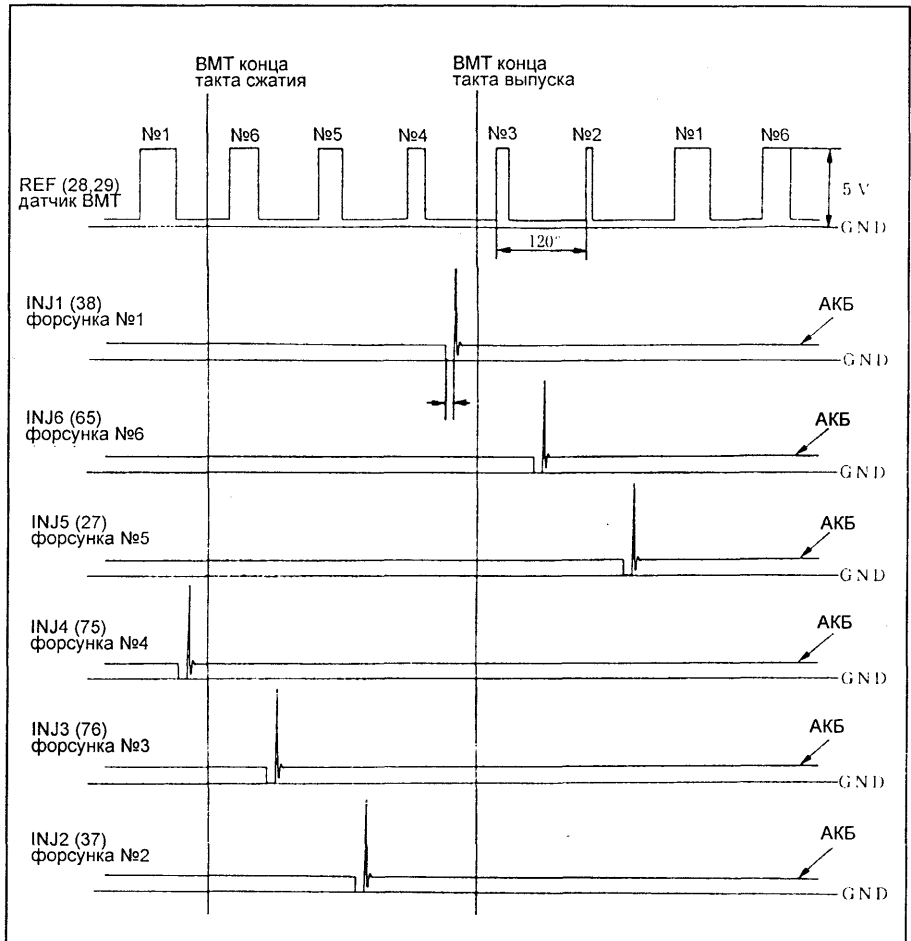 ВМТ конца
такта сжатия
ВМТ конца
такта выпуска
№1
№6
№5
№4
№3
№2
№1
№6
REF (28,29)
датчик ВМТ
5 V
GND
120°
INJ1 (38)
форсунка №1
АКБ
GND
INJ6 (65)
форсунка №6
АКБ
GND
INJ5 (27)
форсунка №5
АКБ
GND
INJ4 (75)
форсунка №4
АКБ
GND
INJ3 (76)
форсунка №3
АКБ
GND
INJ2 (37)
форсунка №2
АКБ
GND